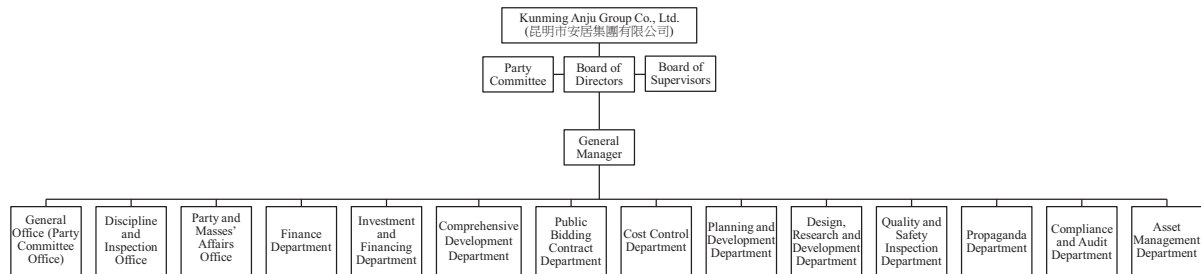 Kunming Anju Group Co., Ltd.
(昆明市安居集團有限公司)
Party
Committee
Board of
Directors
Board of
Supervisors
General
Manager
General
Office (Party
Committee
Office)
Discipline
and
Inspection
Office
Party and
Masses'
Affairs
Office
Finance
Department
Investment
and
Financing
Department
Comprehensive
Development
Department
Public
Bidding
Contract
Department
Cost Control
Department
Planning and
Development
Department
Design,
Research and
Development
Department
Quality and
Safety
Inspection
Department
Propaganda
Department
Compliance
and Audit
Department
Asset
Management
Department